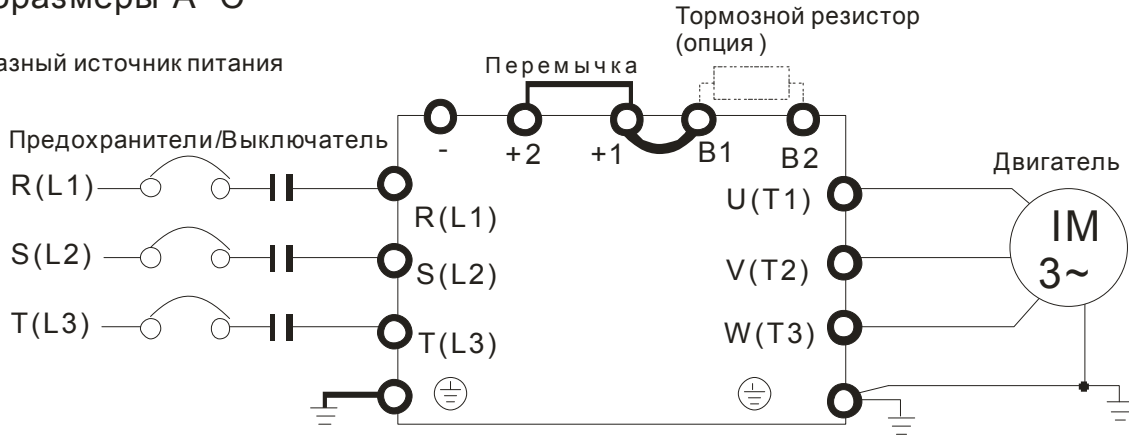 Тормозной резистор
(опция )
азный источник питания
Перемычка
Предохранители/Выключатель
Двигатель
- +2 +1 B1 B2
R(L1) R(L1) U(T1)
S(L2) S(L2) V(T2)
T(L3) T(L3) W(T3)
IM
3~